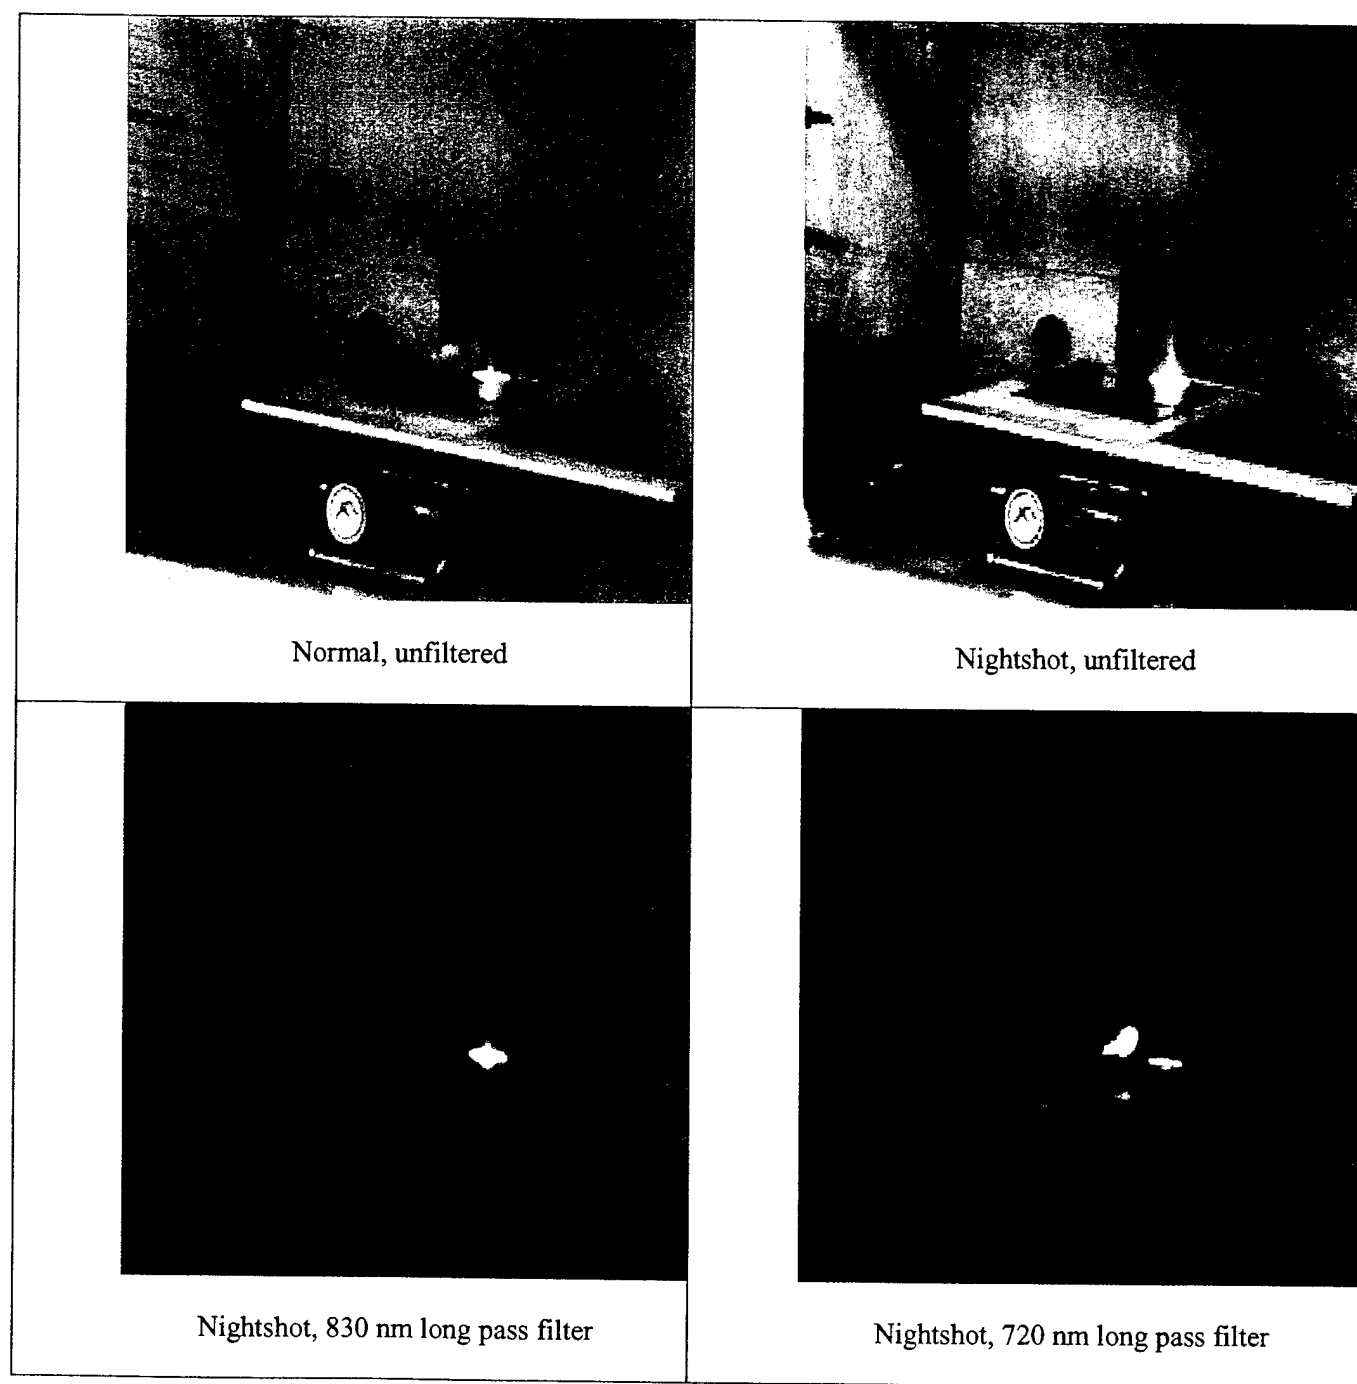 Normal, unfiltered
Nightshot, unfiltered
Nightshot, 830 nm long pass filter
Nightshot, 720 nm long pass filter